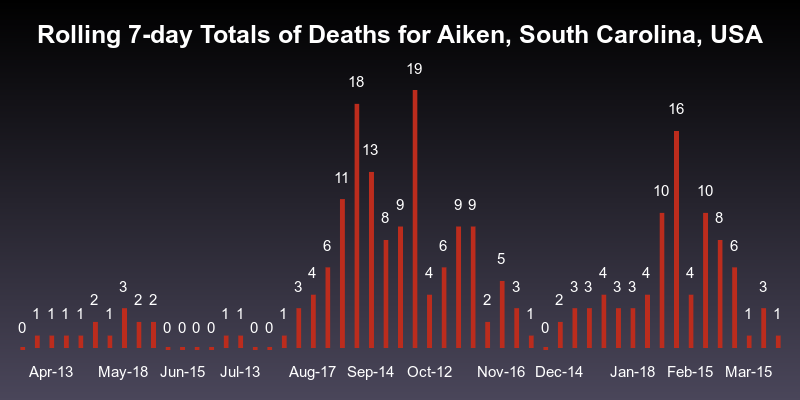 Rolling 7-day Totals of Deaths for Aiken, South Carolina, USA
0 1 1 1 1 2 1 3 2 2 0 0 0 0 1 1 0 0 1 3 4 6 11 18 13 8 9 19 4 6 9 9 2 5 3 1 0 2 3 3 4 3 3 4 10 16 4 10 8 6 1 3 1
Apr-13 May-18 Jun-15 Jul-13 Aug-17 Sep-14 Oct-12 Nov-16 Dec-14 Jan-18 Feb-15 Mar-15